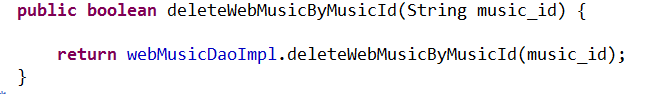 public boolean deleteWebMusicByMusicId(String music_id) {
return webMusicDaoImpl.deleteWebMusicByMusicId(music_id);
}